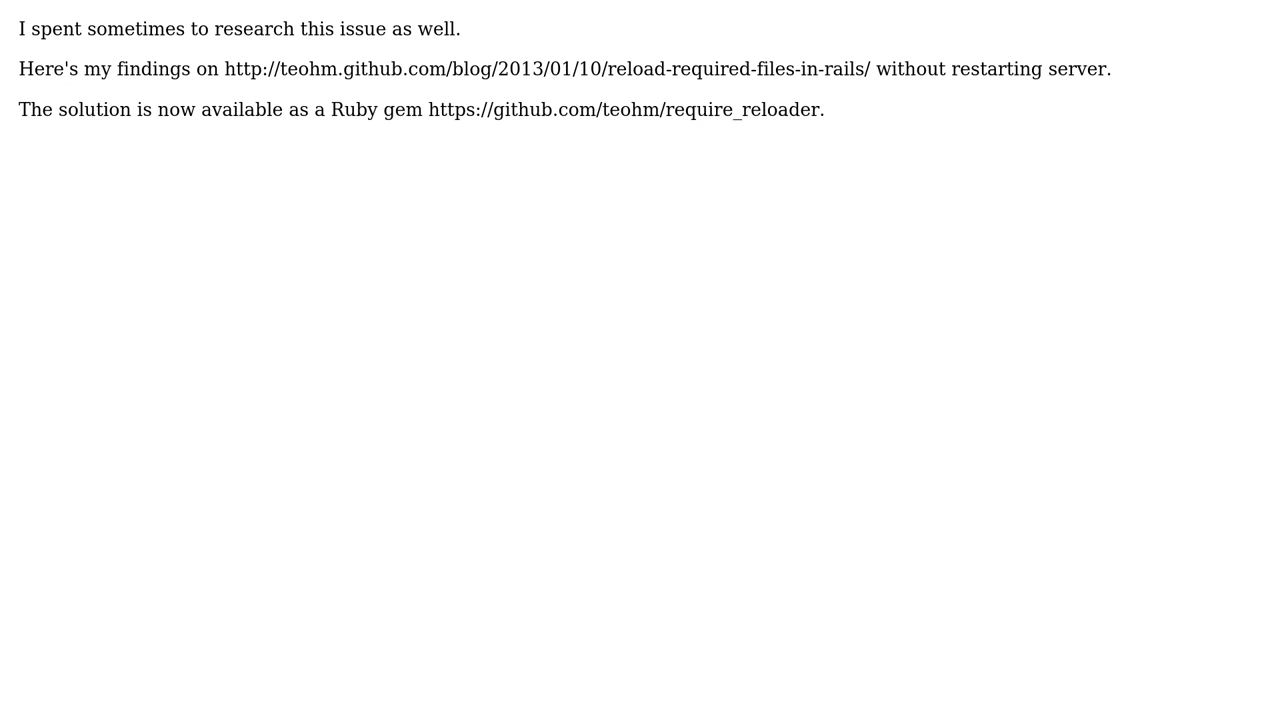 I spent sometimes to research this issue as well.
Here's my findings on http://teohm.github.com/blog/2013/01/10/reload-required-files-in-rails/ without restarting server.
The solution is now available as a Ruby gem https://github.com/teohm/require_reloader.